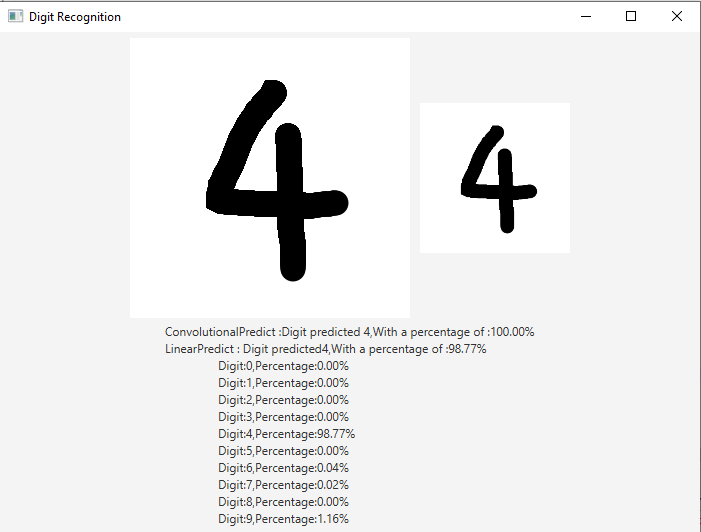 Digit Recognition
4
4
ConvolutionalPredict :Digit predicted 4,With a percentage of :100.00%
LinearPredict : Digit predicted4,With a percentage of :98.77%
Digit:0,Percentage:0.00%
Digit:1,Percentage:0.00%
Digit:2,Percentage:0.00%
Digit:3,Percentage:0.00%
Digit:4,Percentage:98.77%
Digit:5,Percentage:0.00%
Digit:6,Percentage:0.04%
Digit:7,Percentage:0.02%
Digit:8,Percentage:0.00%
Digit:9,Percentage:1.16%